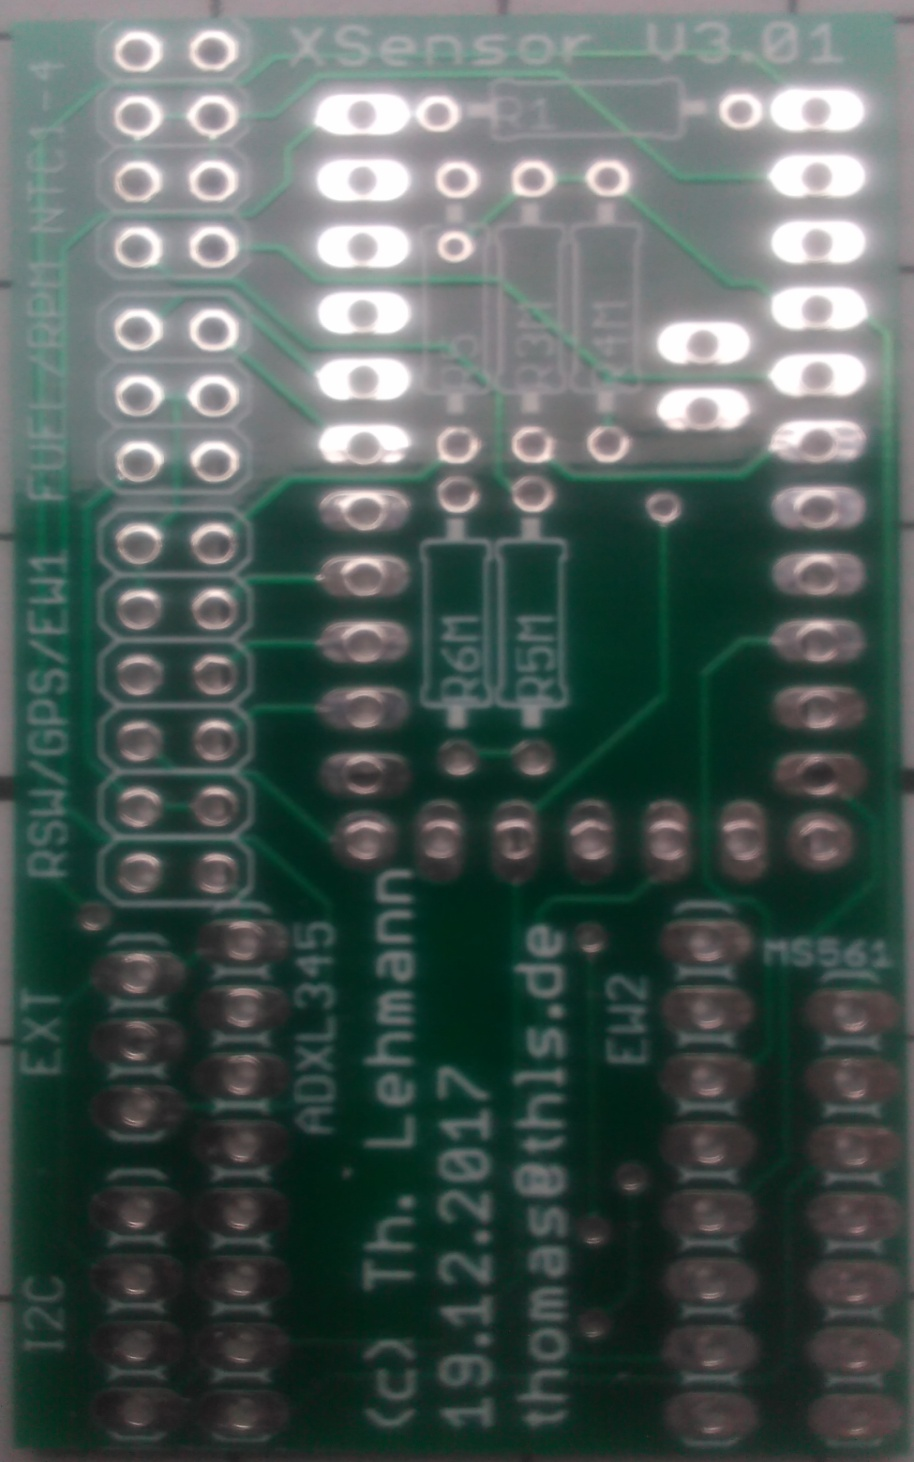 XSensor V3.01
NTC1-4
FUEL/RPM
RSW/GPS/EW1
EXT
I2C
R1
R3M
R4M
R6M
R5M
ADXL345
(c) Th. Lehmann
19.12.2017
thomas@thls.de
EW2
MS561